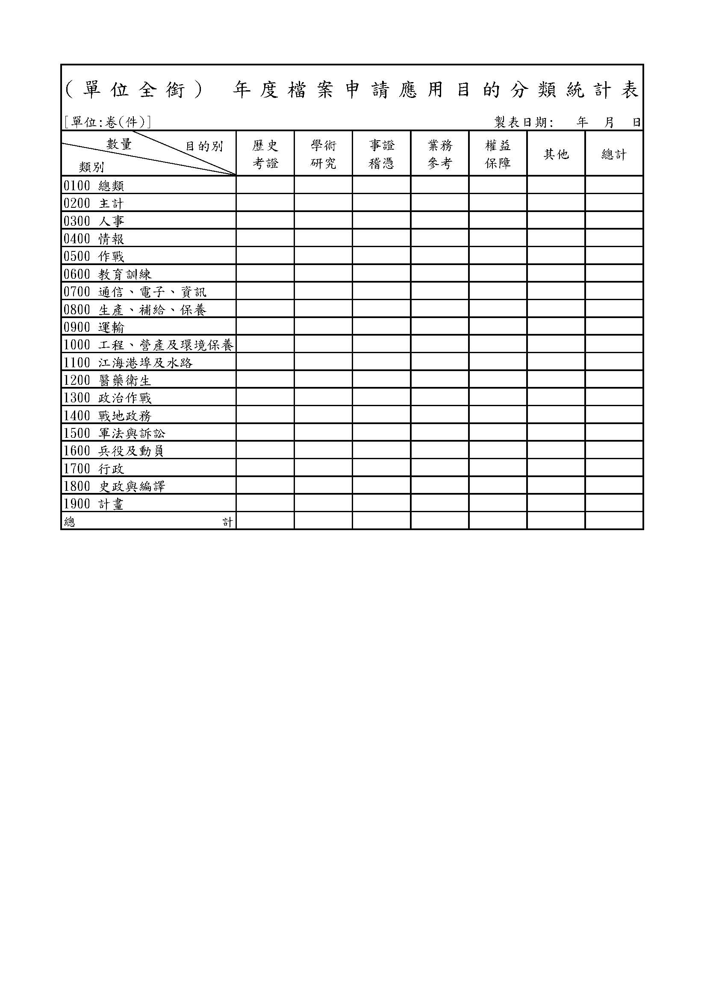 (單位全銜) 年度檔案申請應用目的分類統計表
[單位:卷(件)] 製表日期: 年 月 日
數量 目的別 類別 歷史考證 學術研究 事證稽憑 業務參考 權益保障 其他 總計
0100 總類
0200 主計
0300 人事
0400 情報
0500 作戰
0600 教育訓練
0700 通信、電子、資訊
0800 生產、補給、保養
0900 運輸
1000 工程、營產及環境保養
1100 江海港埠及水路
1200 醫藥衛生
1300 政治作戰
1400 戰地政務
1500 軍法與訴訟
1600 兵役及動員
1700 行政
1800 史政與編譯
1900 計畫
總 計